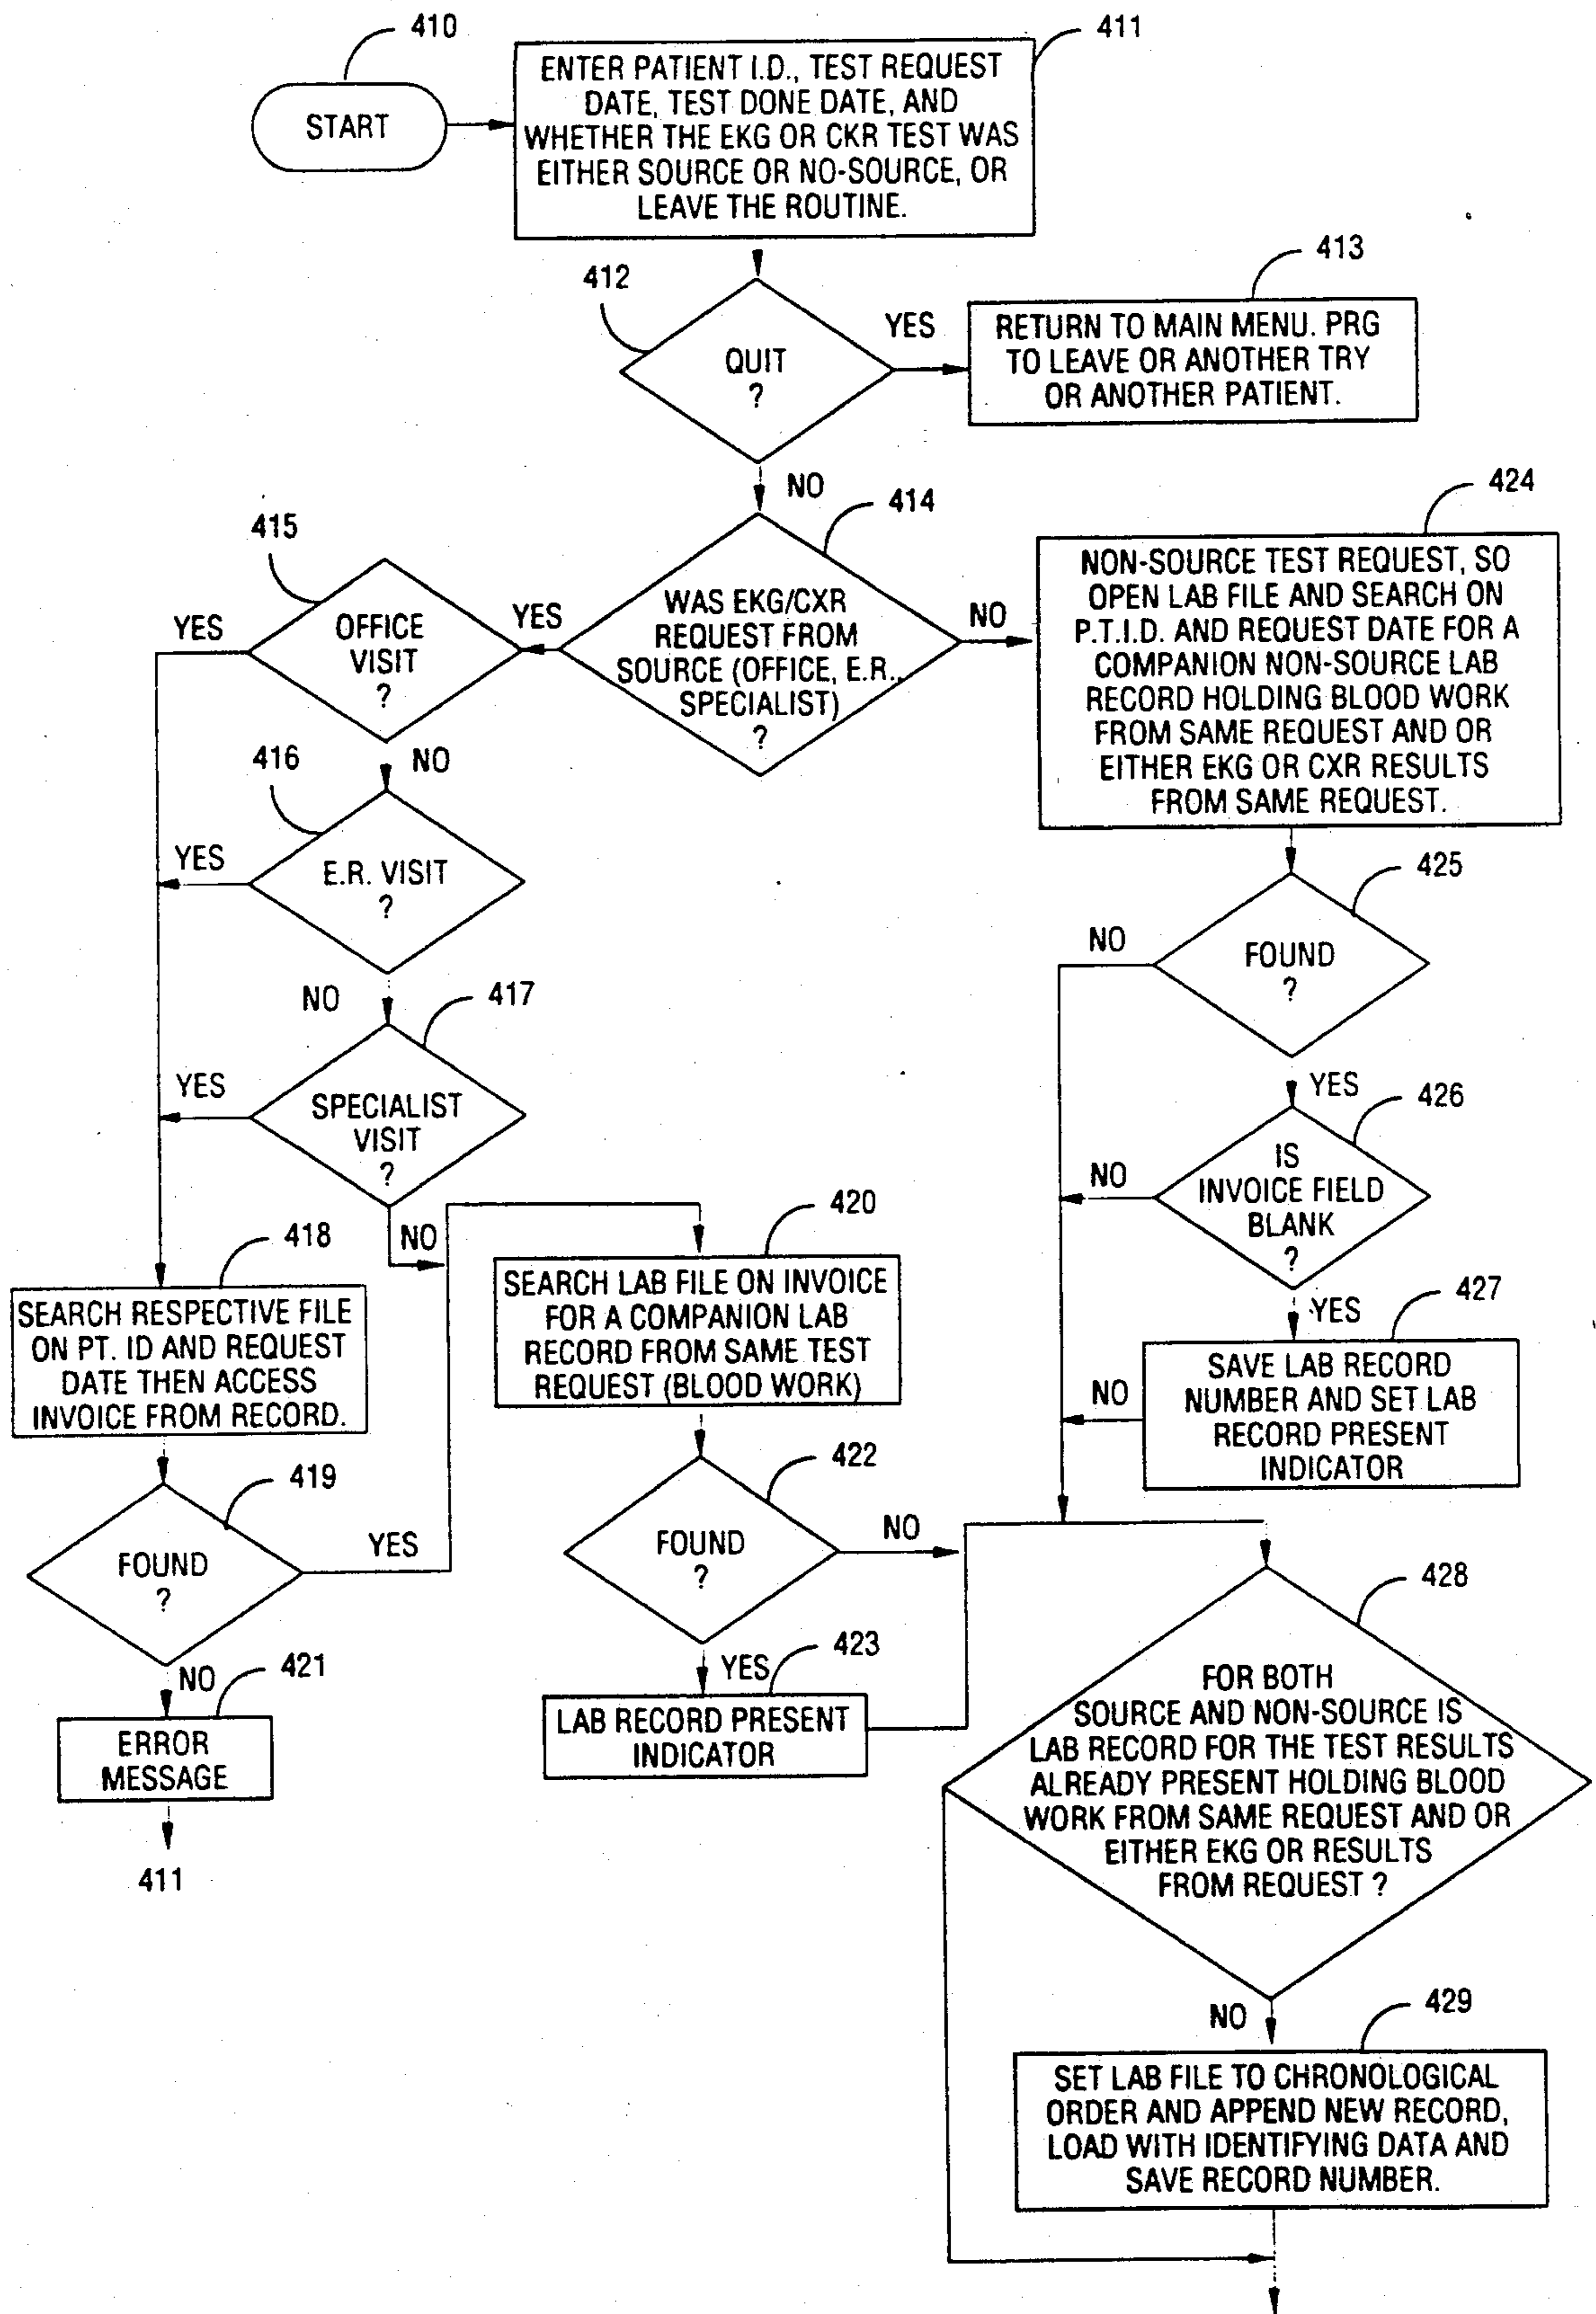 410
START
411
ENTER PATIENT I.D., TEST REQUEST
DATE, TEST DONE DATE, AND
WHETHER THE EKG OR CKR TEST WAS
EITHER SOURCE OR NO-SOURCE, OR
LEAVE THE ROUTINE.
412
QUIT
?
YES
413
RETURN TO MAIN MENU. PRG
TO LEAVE OR ANOTHER TRY
OR ANOTHER PATIENT.
NO
414
WAS EKG/CXR
REQUEST FROM
SOURCE (OFFICE, E.R.,
SPECIALIST)
?
YES
NO
415
OFFICE
VISIT
?
YES
NO
416
E.R. VISIT
?
YES
NO
417
SPECIALIST
VISIT
?
YES
NO
418
SEARCH RESPECTIVE FILE
ON PT. ID AND REQUEST
DATE THEN ACCESS
INVOICE FROM RECORD.
419
FOUND
?
YES
NO
421
ERROR
MESSAGE
411
420
SEARCH LAB FILE ON INVOICE
FOR A COMPANION LAB
RECORD FROM SAME TEST
REQUEST (BLOOD WORK)
422
FOUND
?
NO
YES
423
LAB RECORD PRESENT
INDICATOR
424
NON-SOURCE TEST REQUEST, SO
OPEN LAB FILE AND SEARCH ON
P.T.I.D. AND REQUEST DATE FOR A
COMPANION NON-SOURCE LAB
RECORD HOLDING BLOOD WORK
FROM SAME REQUEST AND OR
EITHER EKG OR CXR RESULTS
FROM SAME REQUEST.
425
FOUND
?
NO
YES
426
IS
INVOICE FIELD
BLANK
?
NO
YES
427
SAVE LAB RECORD
NUMBER AND SET LAB
RECORD PRESENT
INDICATOR
NO
428
FOR BOTH
SOURCE AND NON-SOURCE IS
LAB RECORD FOR THE TEST RESULTS
ALREADY PRESENT HOLDING BLOOD
WORK FROM SAME REQUEST AND OR
EITHER EKG OR RESULTS
FROM REQUEST ?
NO
429
SET LAB FILE TO CHRONOLOGICAL
ORDER AND APPEND NEW RECORD,
LOAD WITH IDENTIFYING DATA AND
SAVE RECORD NUMBER.